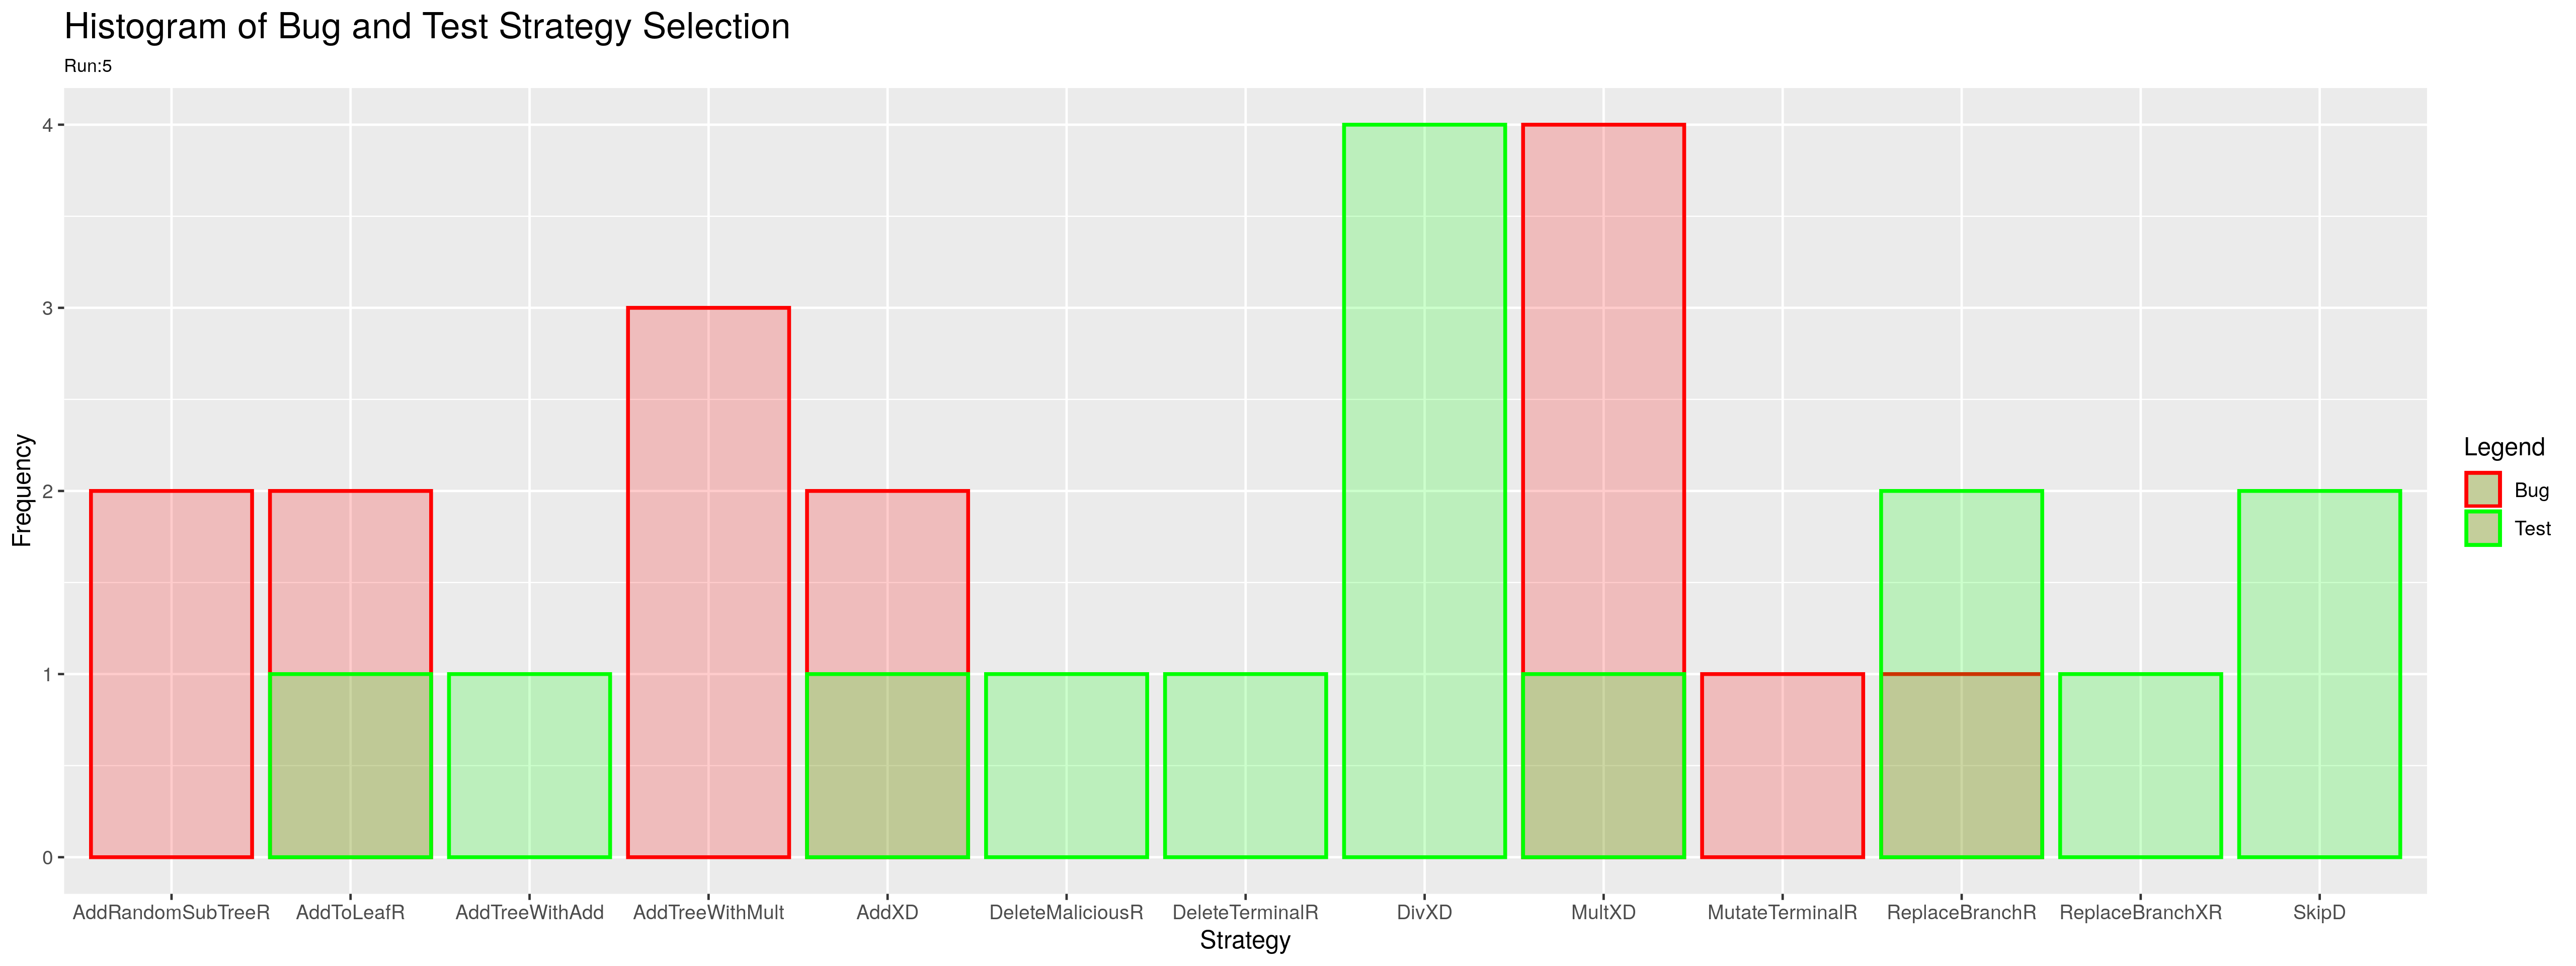 Histogram of Bug and Test Strategy Selection
Run:5
Frequency
4
3
2
1
0
AddRandomSubTreeR AddToLeafR AddTreeWithAdd AddTreeWithMult AddXD DeleteMaliciousR DeleteTerminalR DivXD MultXD MutateTerminalR ReplaceBranchR ReplaceBranchXR SkipD
Strategy
Legend
Bug
Test